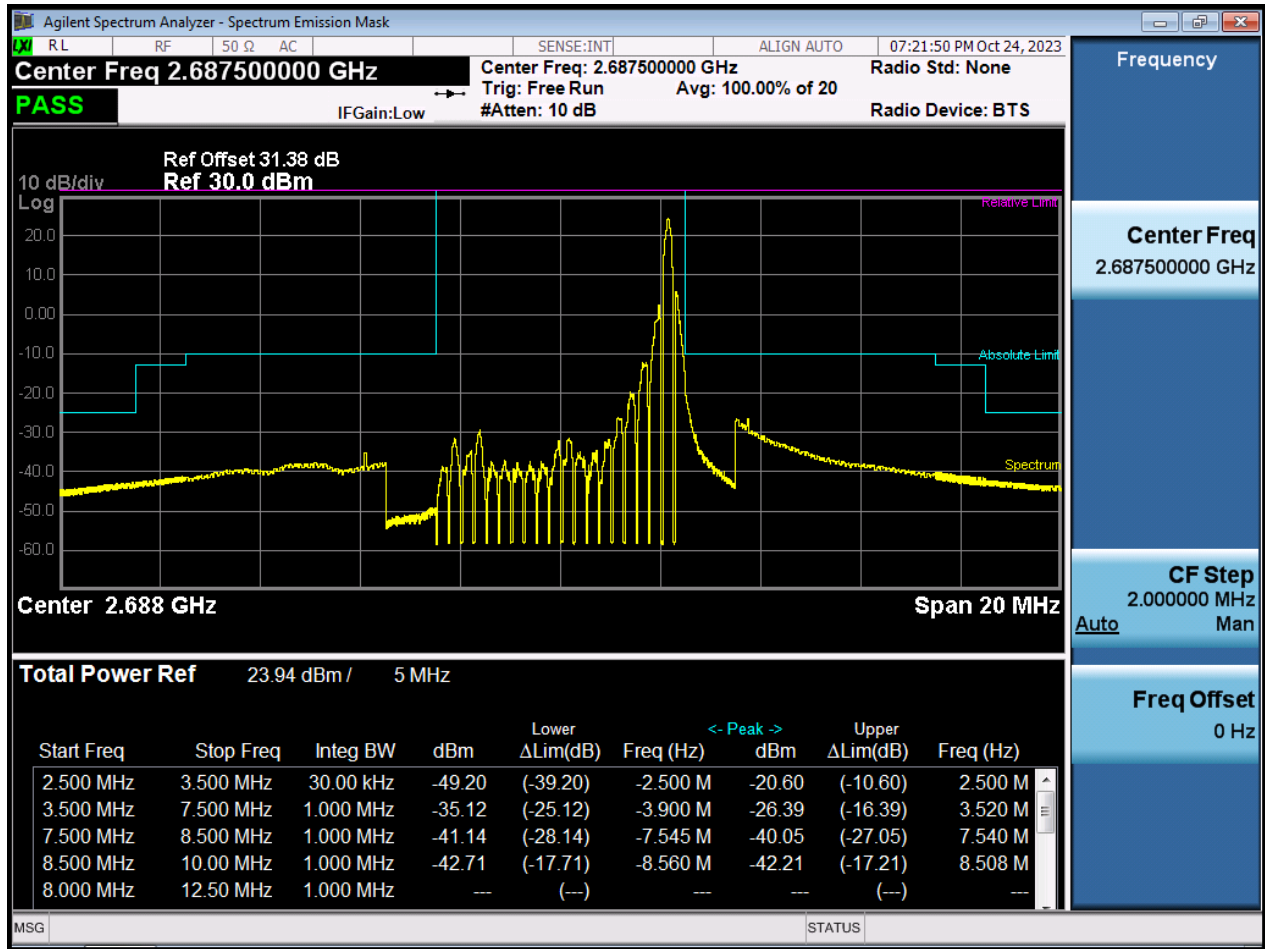 Agilent Spectrum Analyzer - Spectrum Emission Mask
LXI RL RF 50 Ω AC SENSE:INT ALIGN AUTO 07:21:50 PM Oct 24, 2023
Center Freq 2.687500000 GHz
PASS
IFGain:Low
Center Freq: 2.687500000 GHz
Trig: Free Run Avg: 100.00% of 20
#Atten: 10 dB
Radio Std: None
Radio Device: BTS
Ref Offset 31.38 dB
10 dB/div Ref 30.0 dBm
Log
Relative Limit
20.0
10.0
0.00
-10.0
Absolute Limit
-20.0
-30.0
-40.0
Spectrum
-50.0
-60.0
Center 2.688 GHz Span 20 MHz
Total Power Ref 23.94 dBm / 5 MHz
Lower <- Peak -> Upper
Start Freq Stop Freq Integ BW dBm ΔLim(dB) Freq (Hz) dBm ΔLim(dB) Freq (Hz)
2.500 MHz 3.500 MHz 30.00 kHz -49.20 (-39.20) -2.500 M -20.60 (-10.60) 2.500 M
3.500 MHz 7.500 MHz 1.000 MHz -35.12 (-25.12) -3.900 M -26.39 (-16.39) 3.520 M
7.500 MHz 8.500 MHz 1.000 MHz -41.14 (-28.14) -7.545 M -40.05 (-27.05) 7.540 M
8.500 MHz 10.00 MHz 1.000 MHz -42.71 (-17.71) -8.560 M -42.21 (-17.21) 8.508 M
8.000 MHz 12.50 MHz 1.000 MHz --- (---) --- --- (---) ---
MSG STATUS
Frequency
Center Freq
2.687500000 GHz
CF Step
2.000000 MHz
Auto Man
Freq Offset
0 Hz